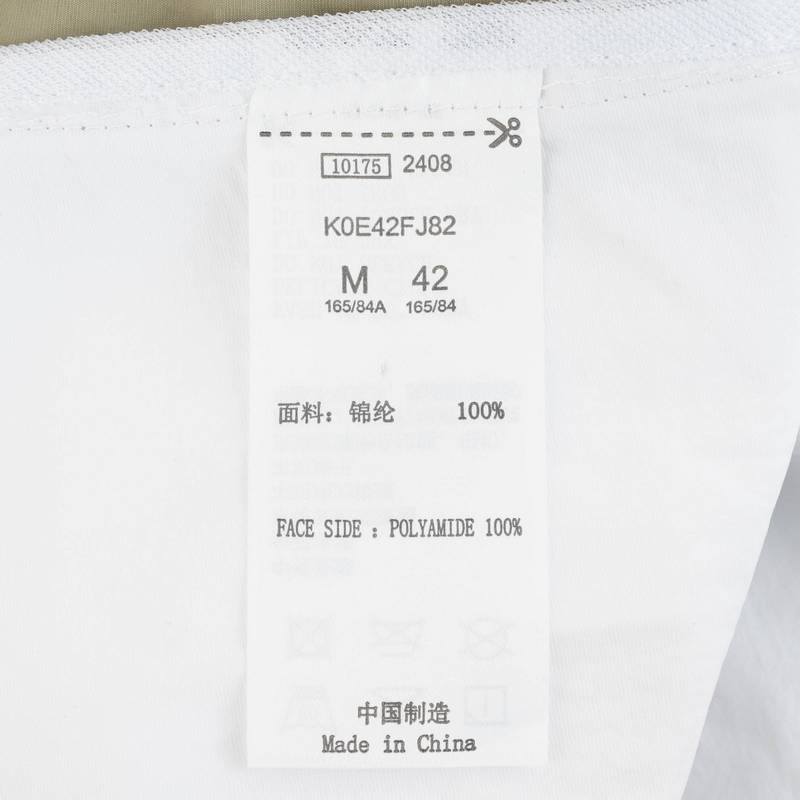 10175 2408
K0E42FJ82
M 42
165/84A 165/84
面料：锦纶 100%
FACE SIDE : POLYAMIDE 100%
中国制造
Made in China